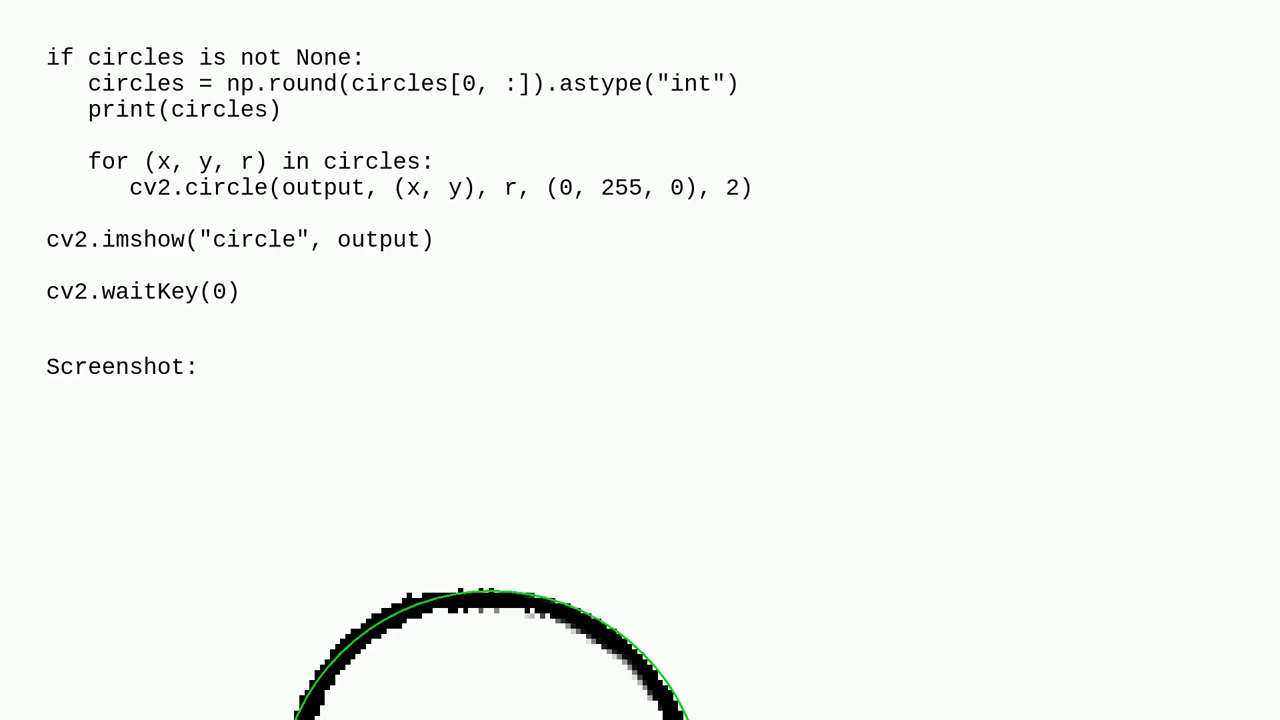 if circles is not None:
   circles = np.round(circles[0, :]).astype("int")
   print(circles)
   for (x, y, r) in circles:
      cv2.circle(output, (x, y), r, (0, 255, 0), 2)
cv2.imshow("circle", output)
cv2.waitKey(0)
Screenshot: